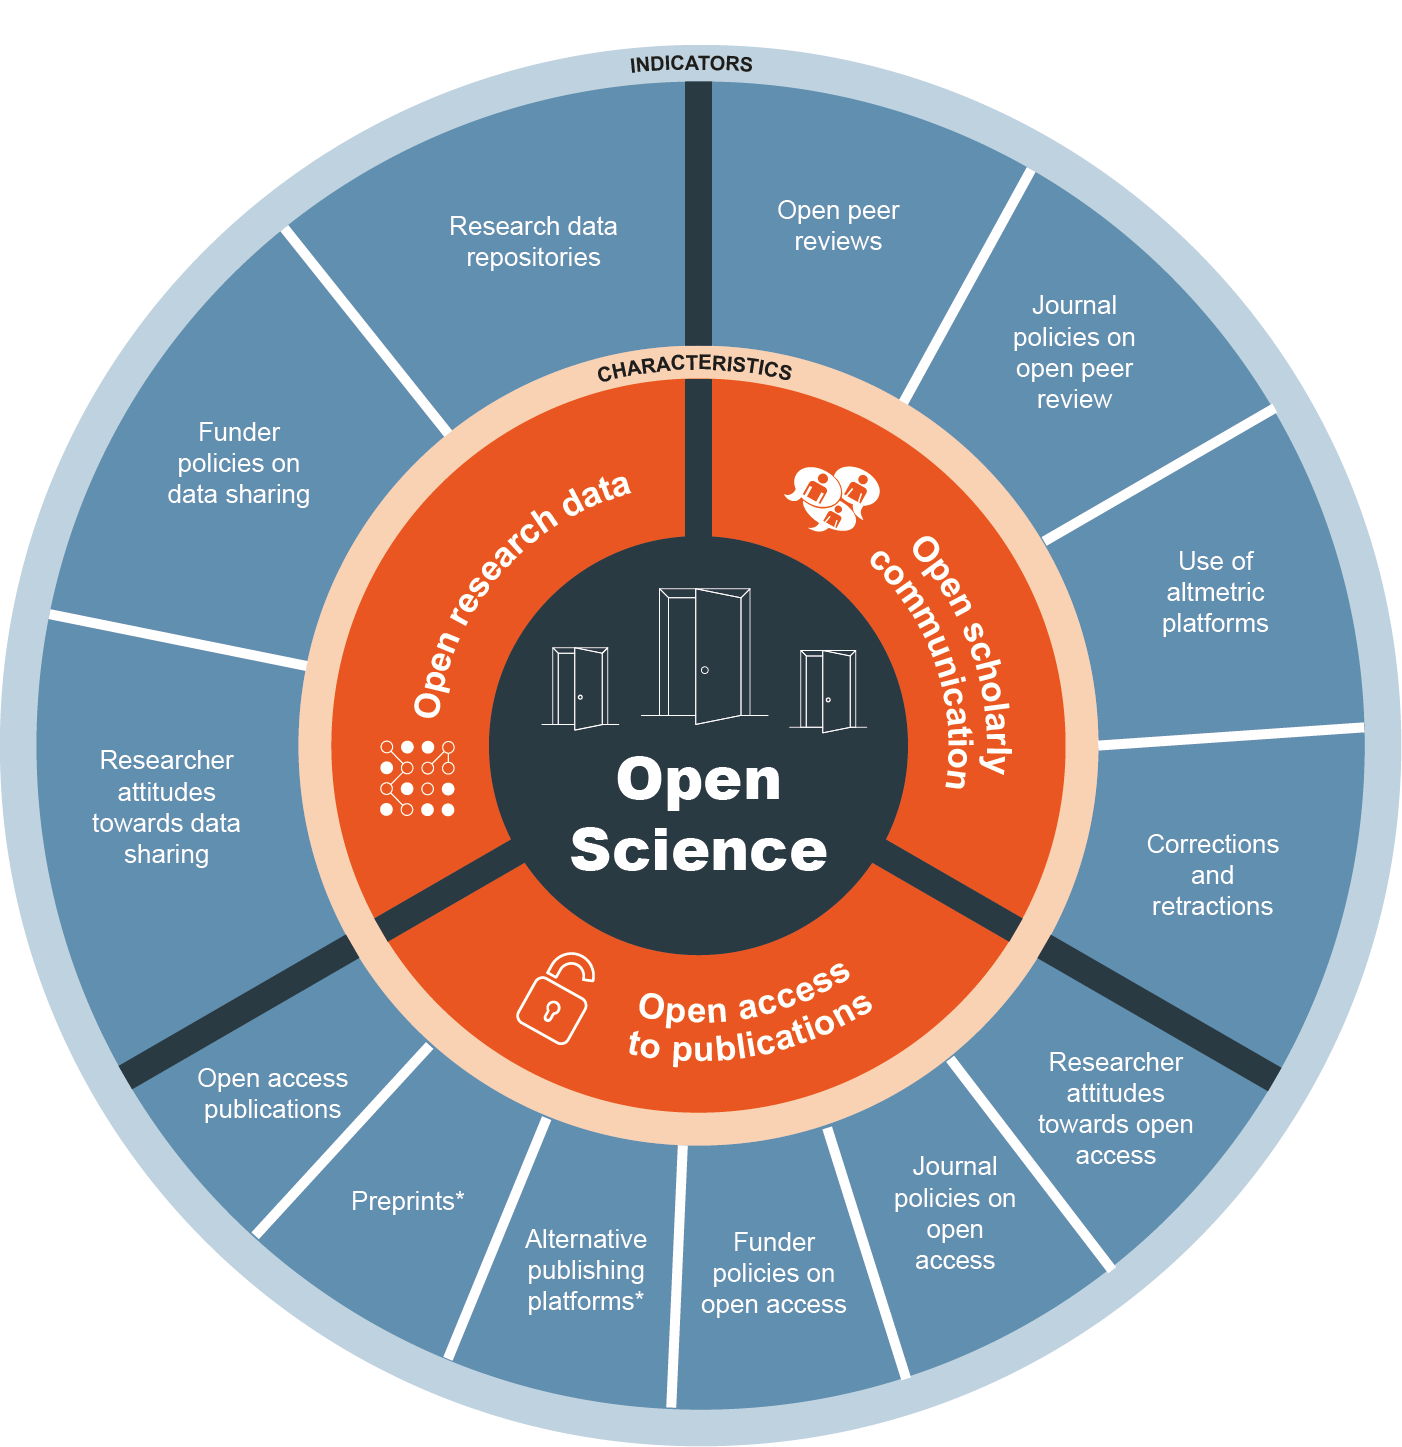 INDICATORS
Research data
repositories
Open peer
reviews
Journal
policies on
open peer
review
Funder
policies on
data sharing
Use of
altmetric
platforms
Researcher
attitudes
towards data
sharing
Corrections
and
retractions
CHARACTERISTICS
Open research data
Open scholarly
communication
Open
Science
Open access
to publications
Open access
publications
Preprints*
Alternative
publishing
platforms*
Funder
policies on
open access
Journal
policies on
open
access
Researcher
attitudes
towards open
access